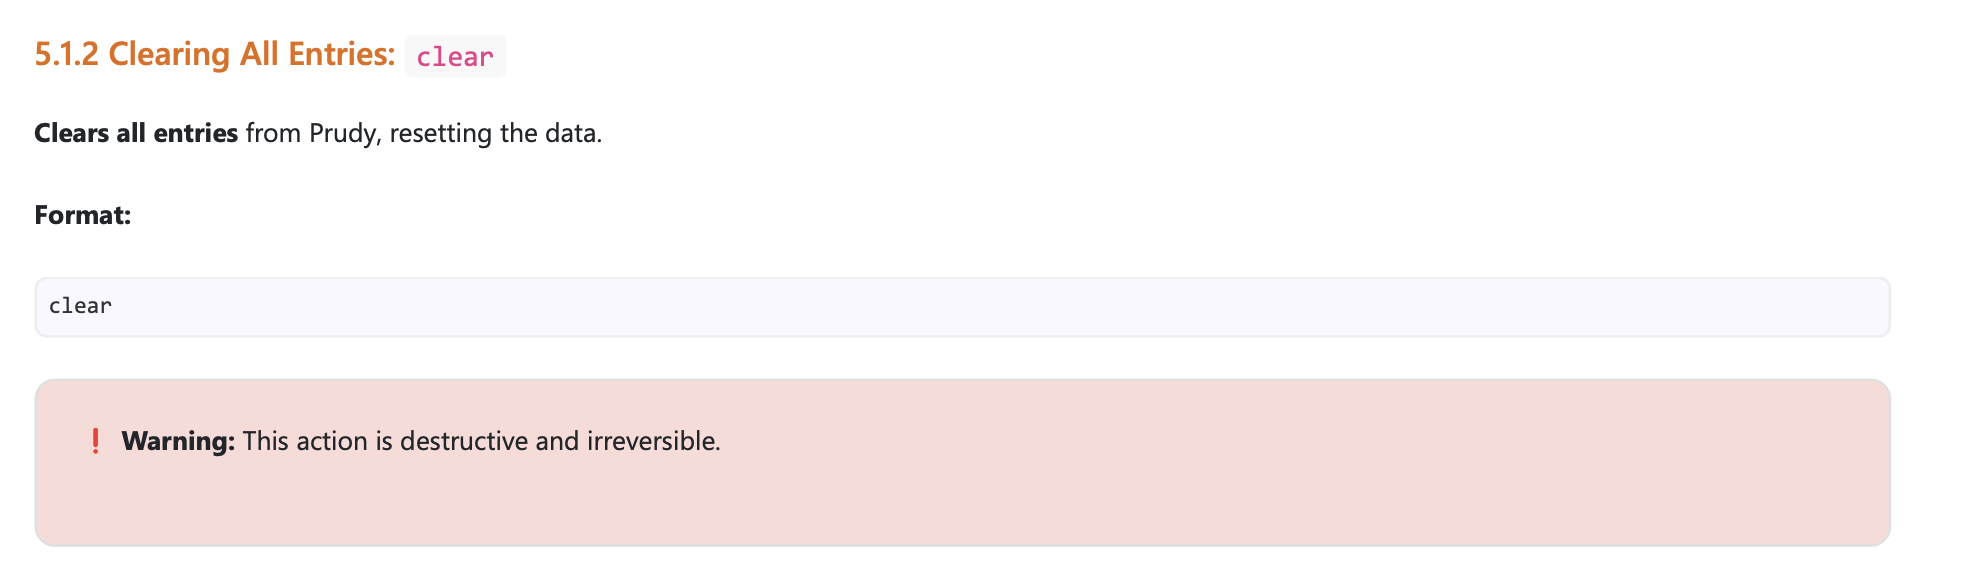 5.1.2 Clearing All Entries: clear
Clears all entries from Prudy, resetting the data.
Format:
clear
❗ Warning: This action is destructive and irreversible.